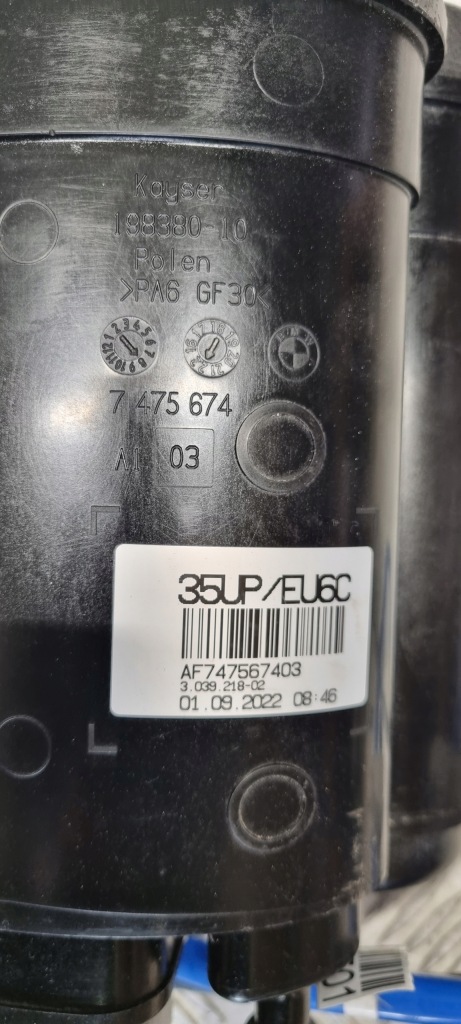 Kayser
198380-10
Polen
>PA6 GF30<
7 475 674
AI 03
35UP/EU6C
AF747567403
3.039.218-02
01.09.2022 08:46